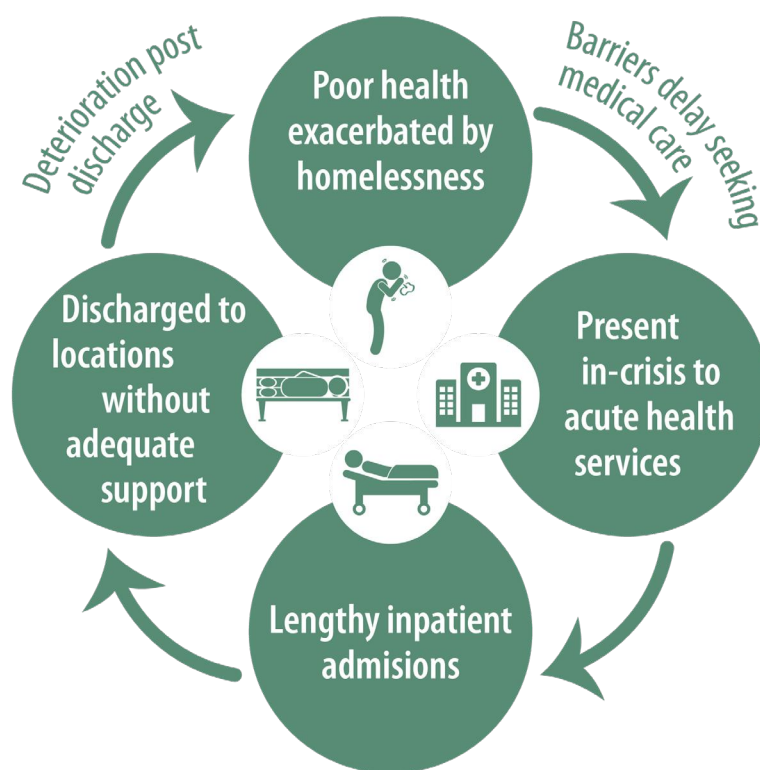 Deterioration post
discharge
Poor health
exacerbated by
homelessness
Barriers delay seeking
medical care
Present
in-crisis to
acute health
services
Lengthy inpatient
admisions
Discharged to
locations
without
adequate
support